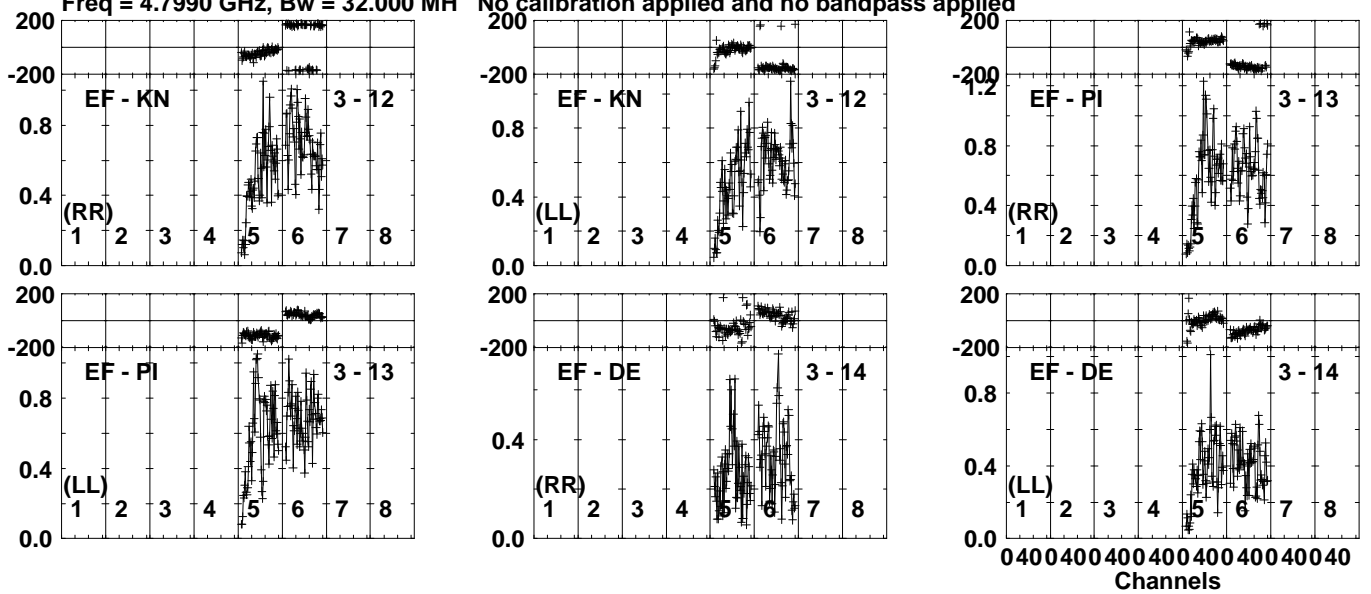 Freq = 4.7990 GHz, Bw = 32.000 MH No calibration applied and no bandpass applied
200
-200
EF - KN 3 - 12
0.8
0.4
(RR)
1 2 3 4 5 6 7 8
0.0
200
-200
EF - KN 3 - 12
0.8
0.4
(LL)
1 2 3 4 5 6 7 8
0.0
200
-200
1.2
EF - PI 3 - 13
0.8
0.4
(RR)
1 2 3 4 5 6 7 8
0.0
200
-200
EF - PI 3 - 13
0.8
0.4
(LL)
1 2 3 4 5 6 7 8
0.0
200
-200
EF - DE 3 - 14
0.4
(RR)
1 2 3 4 5 6 7 8
0.0
200
-200
EF - DE 3 - 14
0.8
0.4
(LL)
1 2 3 4 5 6 7 8
0.0
0 40 0 40 0 40 0 40 0 40 0 40 0 40 0 40
Channels